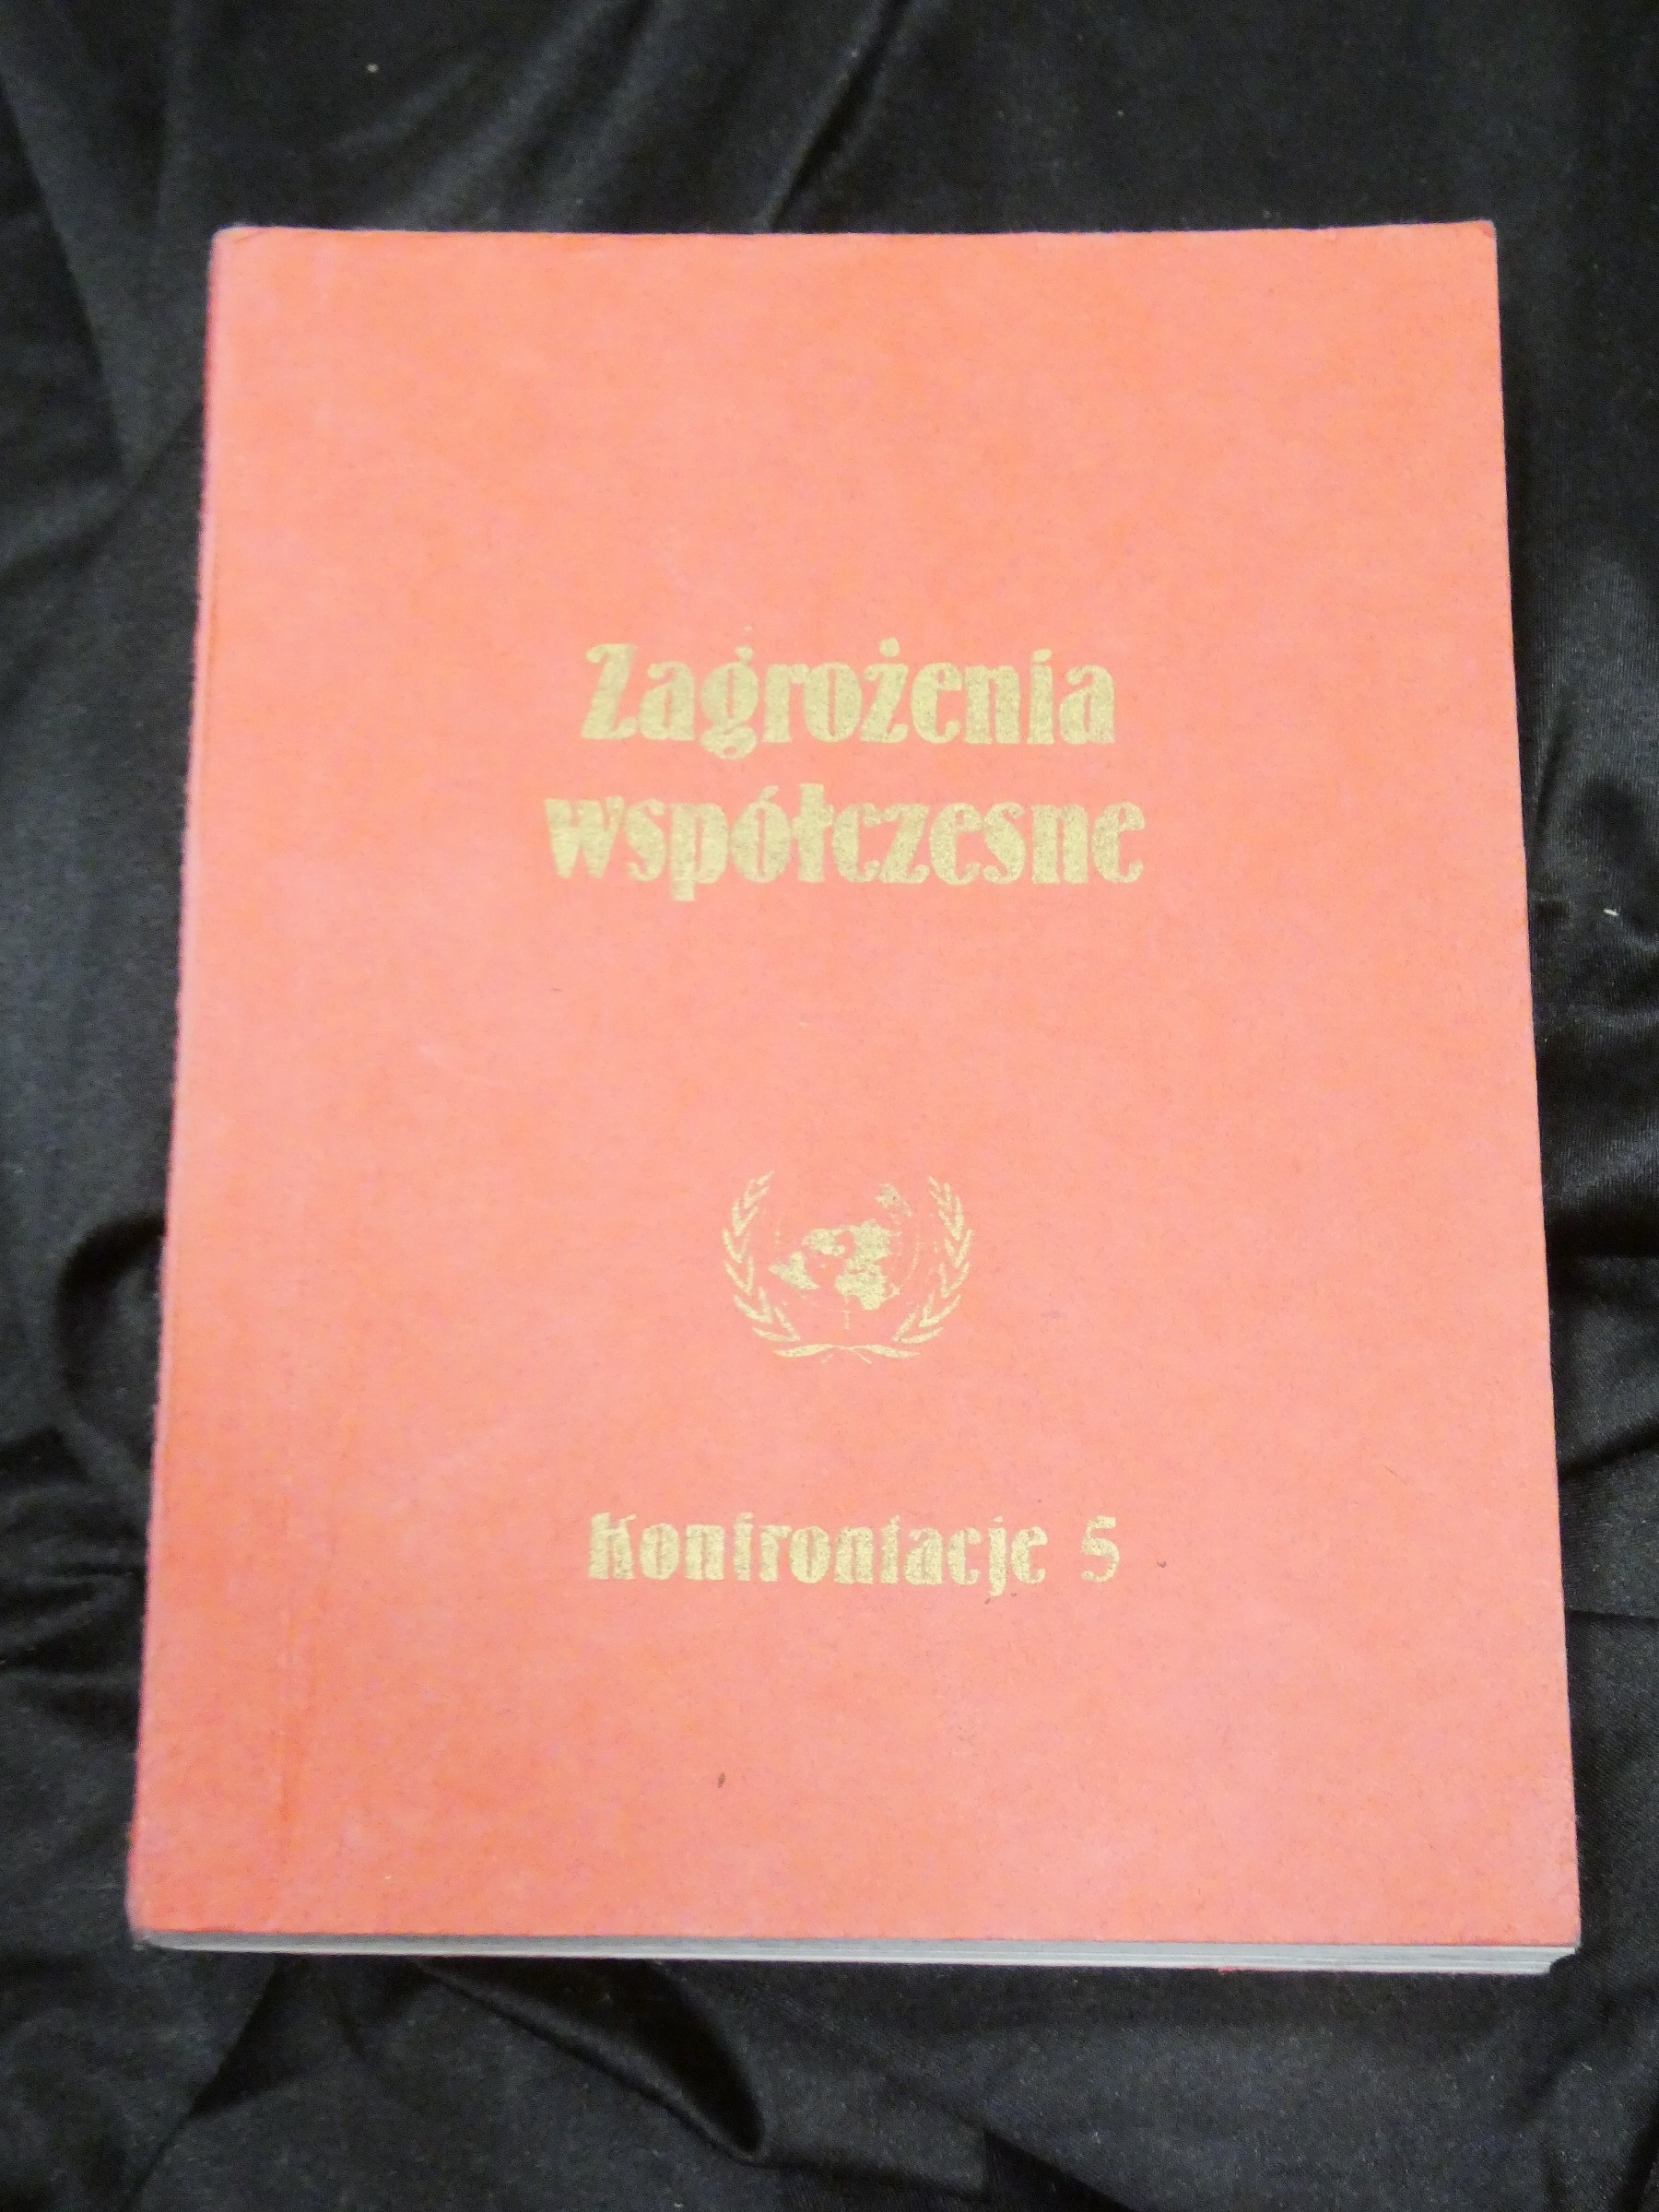 Zagrożenia
współczesne
Konfrontacje 5